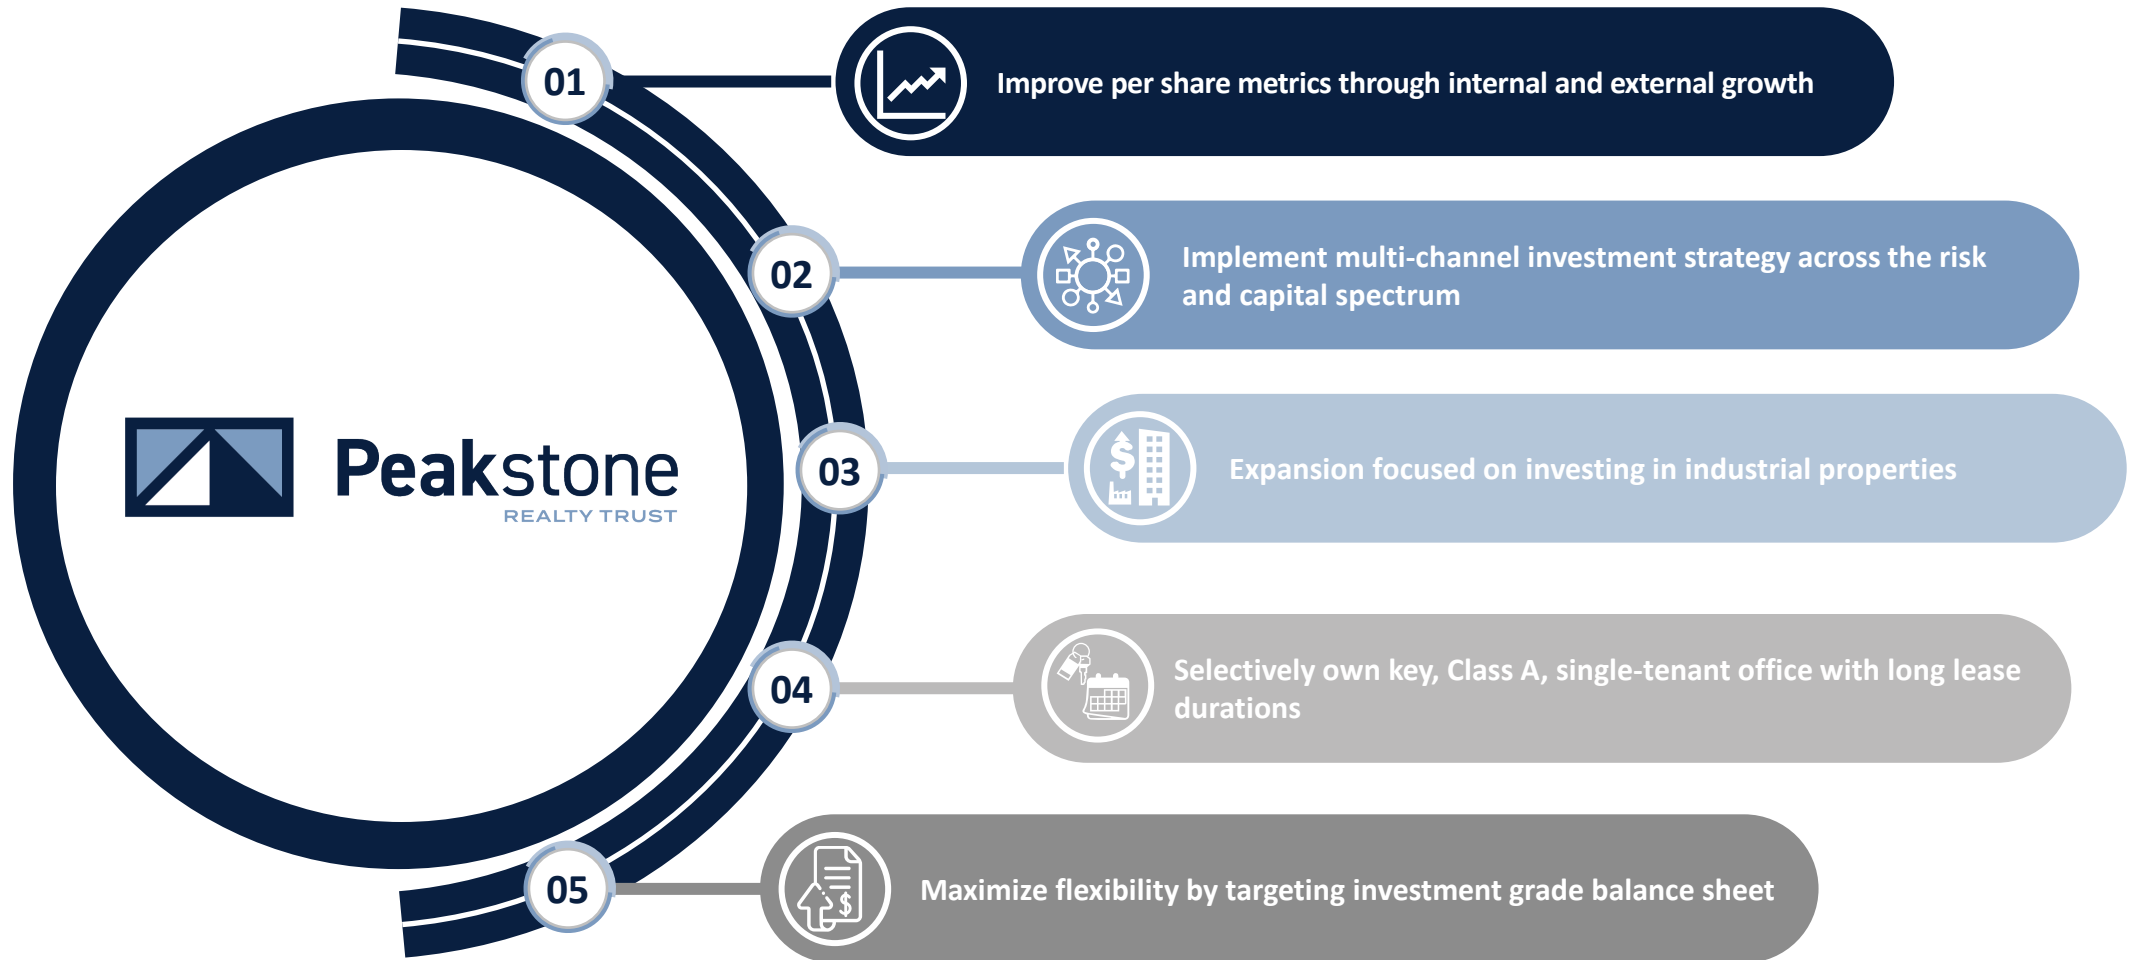 01
Improve per share metrics through internal and external growth
02
Implement multi-channel investment strategy across the risk
and capital spectrum
Peakstone
REALTY TRUST
03
$
Expansion focused on investing in industrial properties
04
Selectively own key, Class A, single-tenant office with long lease
durations
05
$
Maximize flexibility by targeting investment grade balance sheet